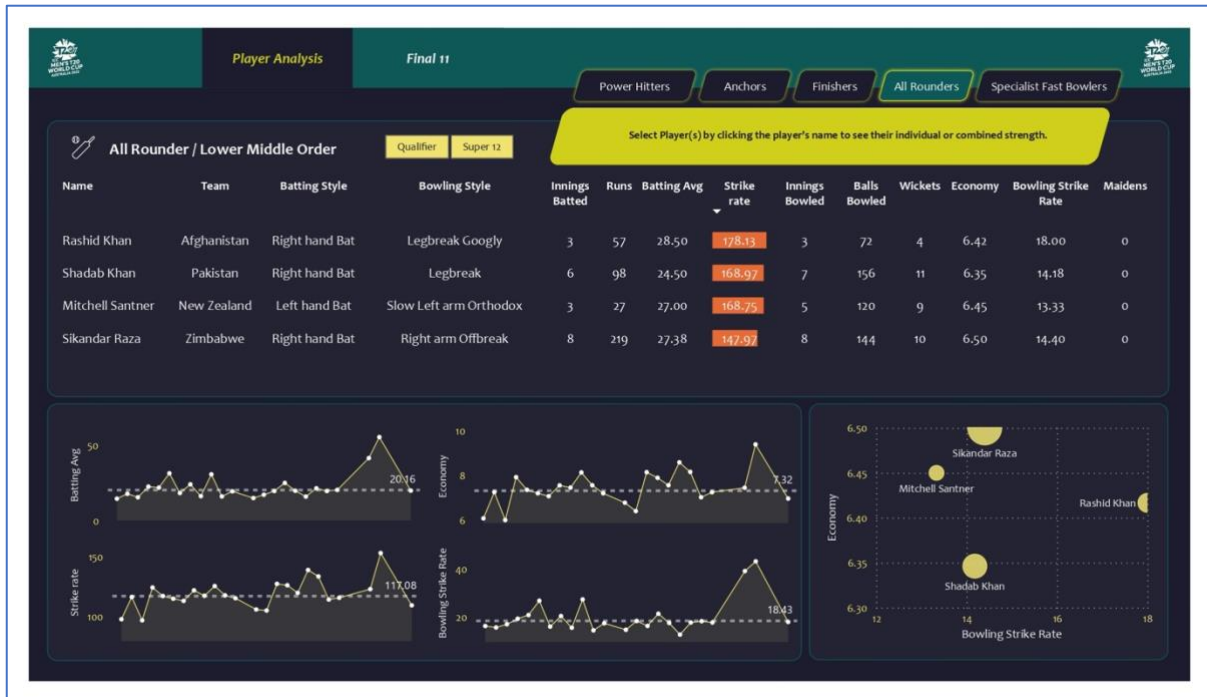 MEN'S T20
WORLD CUP
Player Analysis
Final 11
MEN'S T20
WORLD CUP
Power Hitters
Anchors
Finishers
All Rounders
Specialist Fast Bowlers
Select Player(s) by clicking the player's name to see their individual or combined strength.
All Rounder / Lower Middle Order
Qualifier
Super 12
Name Team Batting Style Bowling Style Innings Batted Runs Batting Avg Strike rate Innings Bowled Balls Bowled Wickets Economy Bowling Strike Rate Maidens
Rashid Khan Afghanistan Right hand Bat Legbreak Googly 3 57 28.50 178.13 3 72 4 6.42 18.00 0
Shadab Khan Pakistan Right hand Bat Legbreak 6 98 24.50 168.97 7 156 11 6.35 14.18 0
Mitchell Santner New Zealand Left hand Bat Slow Left arm Orthodox 3 27 27.00 168.75 5 120 9 6.45 13.33 0
Sikandar Raza Zimbabwe Right hand Bat Right arm Offbreak 8 219 27.38 147.97 8 144 10 6.50 14.40 0
Batting Avg
50
0
20.16
Economy
10
8
6
7.32
Strike rate
150
100
117.08
Bowling Strike Rate
40
20
18.43
Economy
6.50
6.45
6.40
6.35
6.30
Sikandar Raza
Mitchell Santner
Rashid Khan
Shadab Khan
12 14 16 18
Bowling Strike Rate